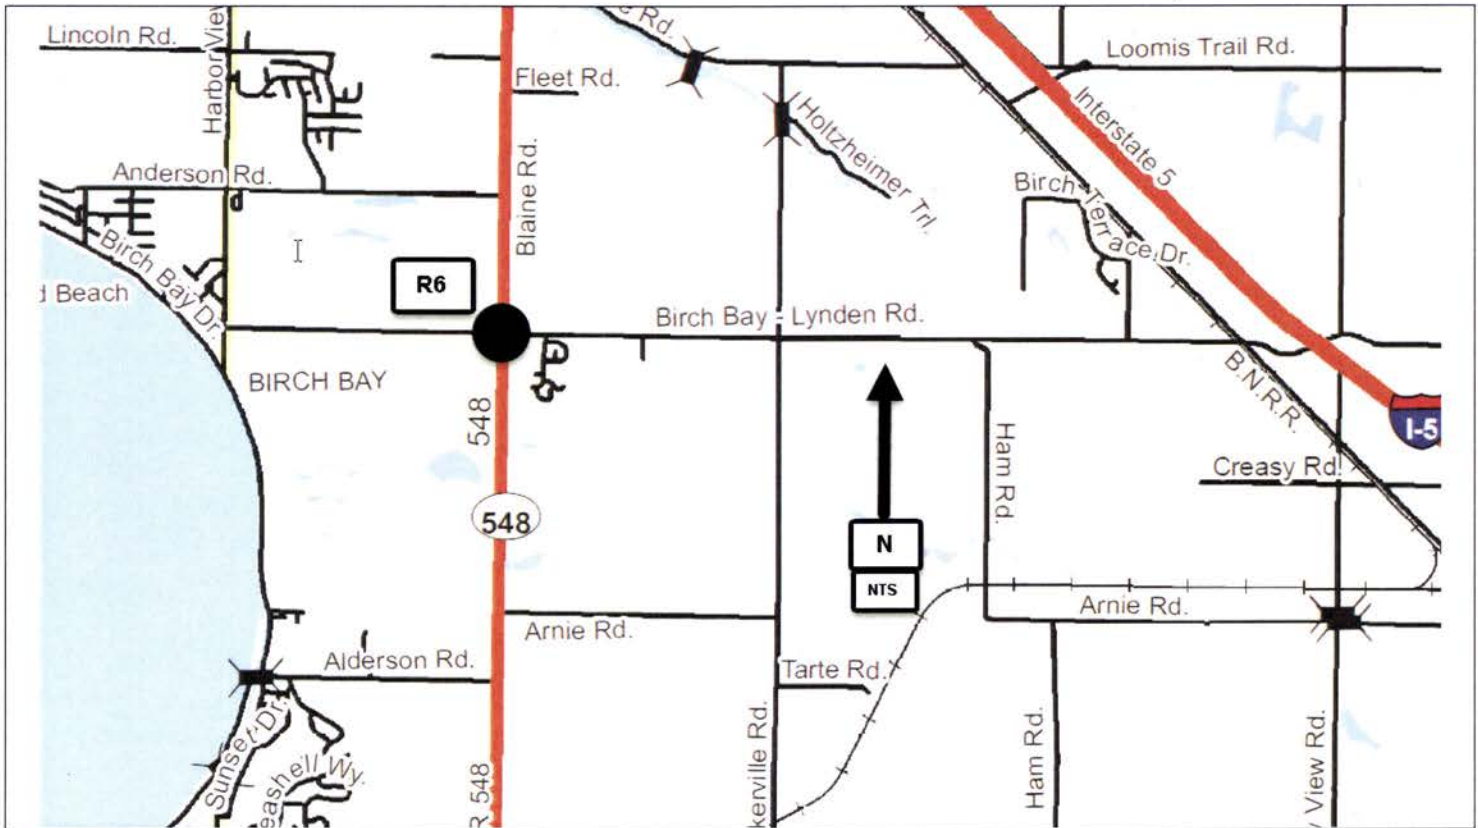 Lincoln Rd.
Harbor View
e Rd.
Loomis Trail Rd.
Fleet Rd.
Interstate 5
Holtzheimer Trl.
Blaine Rd.
Anderson Rd.
Birch Terrace Dr.
Birch Bay Dr.
d Beach
R6
Birch Bay - Lynden Rd.
BIRCH BAY
548
B.N.R.R.
I-5
Ham Rd.
Creasy Rd.
548
N
NTS
Arnie Rd.
Arnie Rd.
Alderson Rd.
Tarte Rd.
Sunset Dr.
eashell Wy.
R 548
kerville Rd.
Ham Rd.
View Rd.